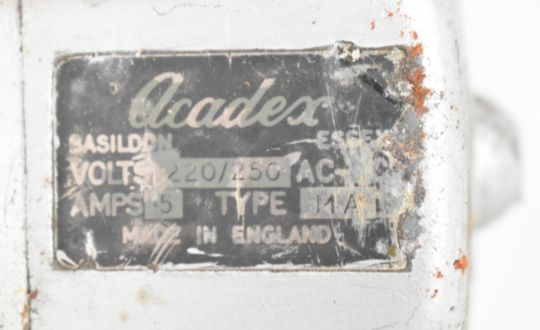 Acadex
BASILDON ESSEX
VOLTS 220/250 AC-
AMPS 5 TYPE
MADE IN ENGLAND